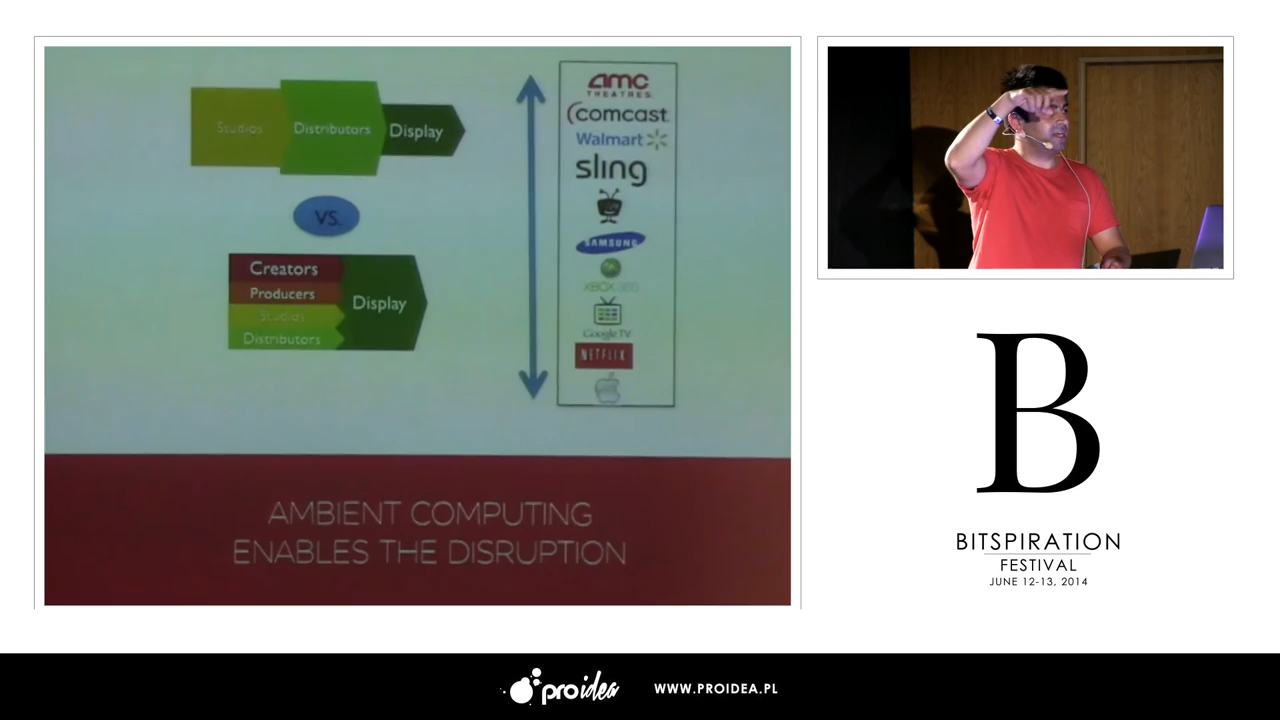 Studios
Distributors
Display
VS.
Creators
Producers
Studios
Distributors
Display
amc
THEATRES.
comcast.
Walmart
sling
SAMSUNG
XBOX 360
Google TV
NETFLIX
AMBIENT COMPUTING
ENABLES THE DISRUPTION
B
BITSPIRATION
FESTIVAL
JUNE 12-13, 2014
proidea
WWW.PROIDEA.PL